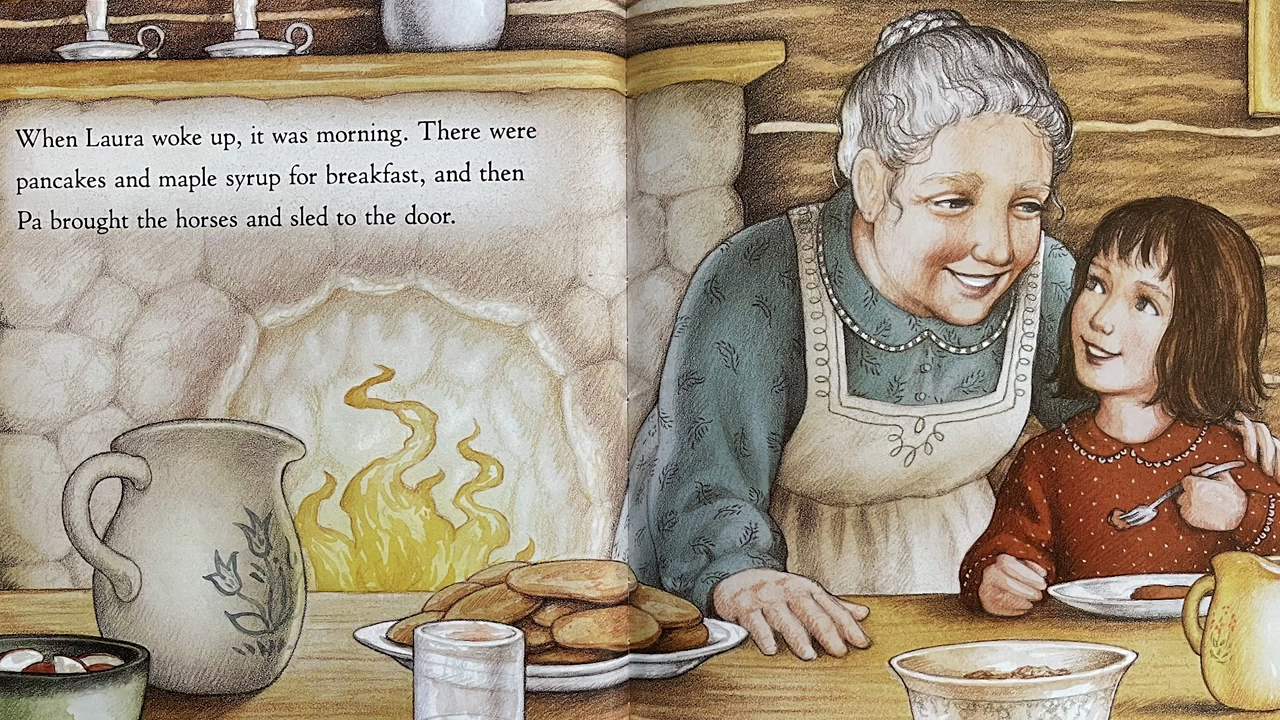 When Laura woke up, it was morning. There were
pancakes and maple syrup for breakfast, and then
Pa brought the horses and sled to the door.